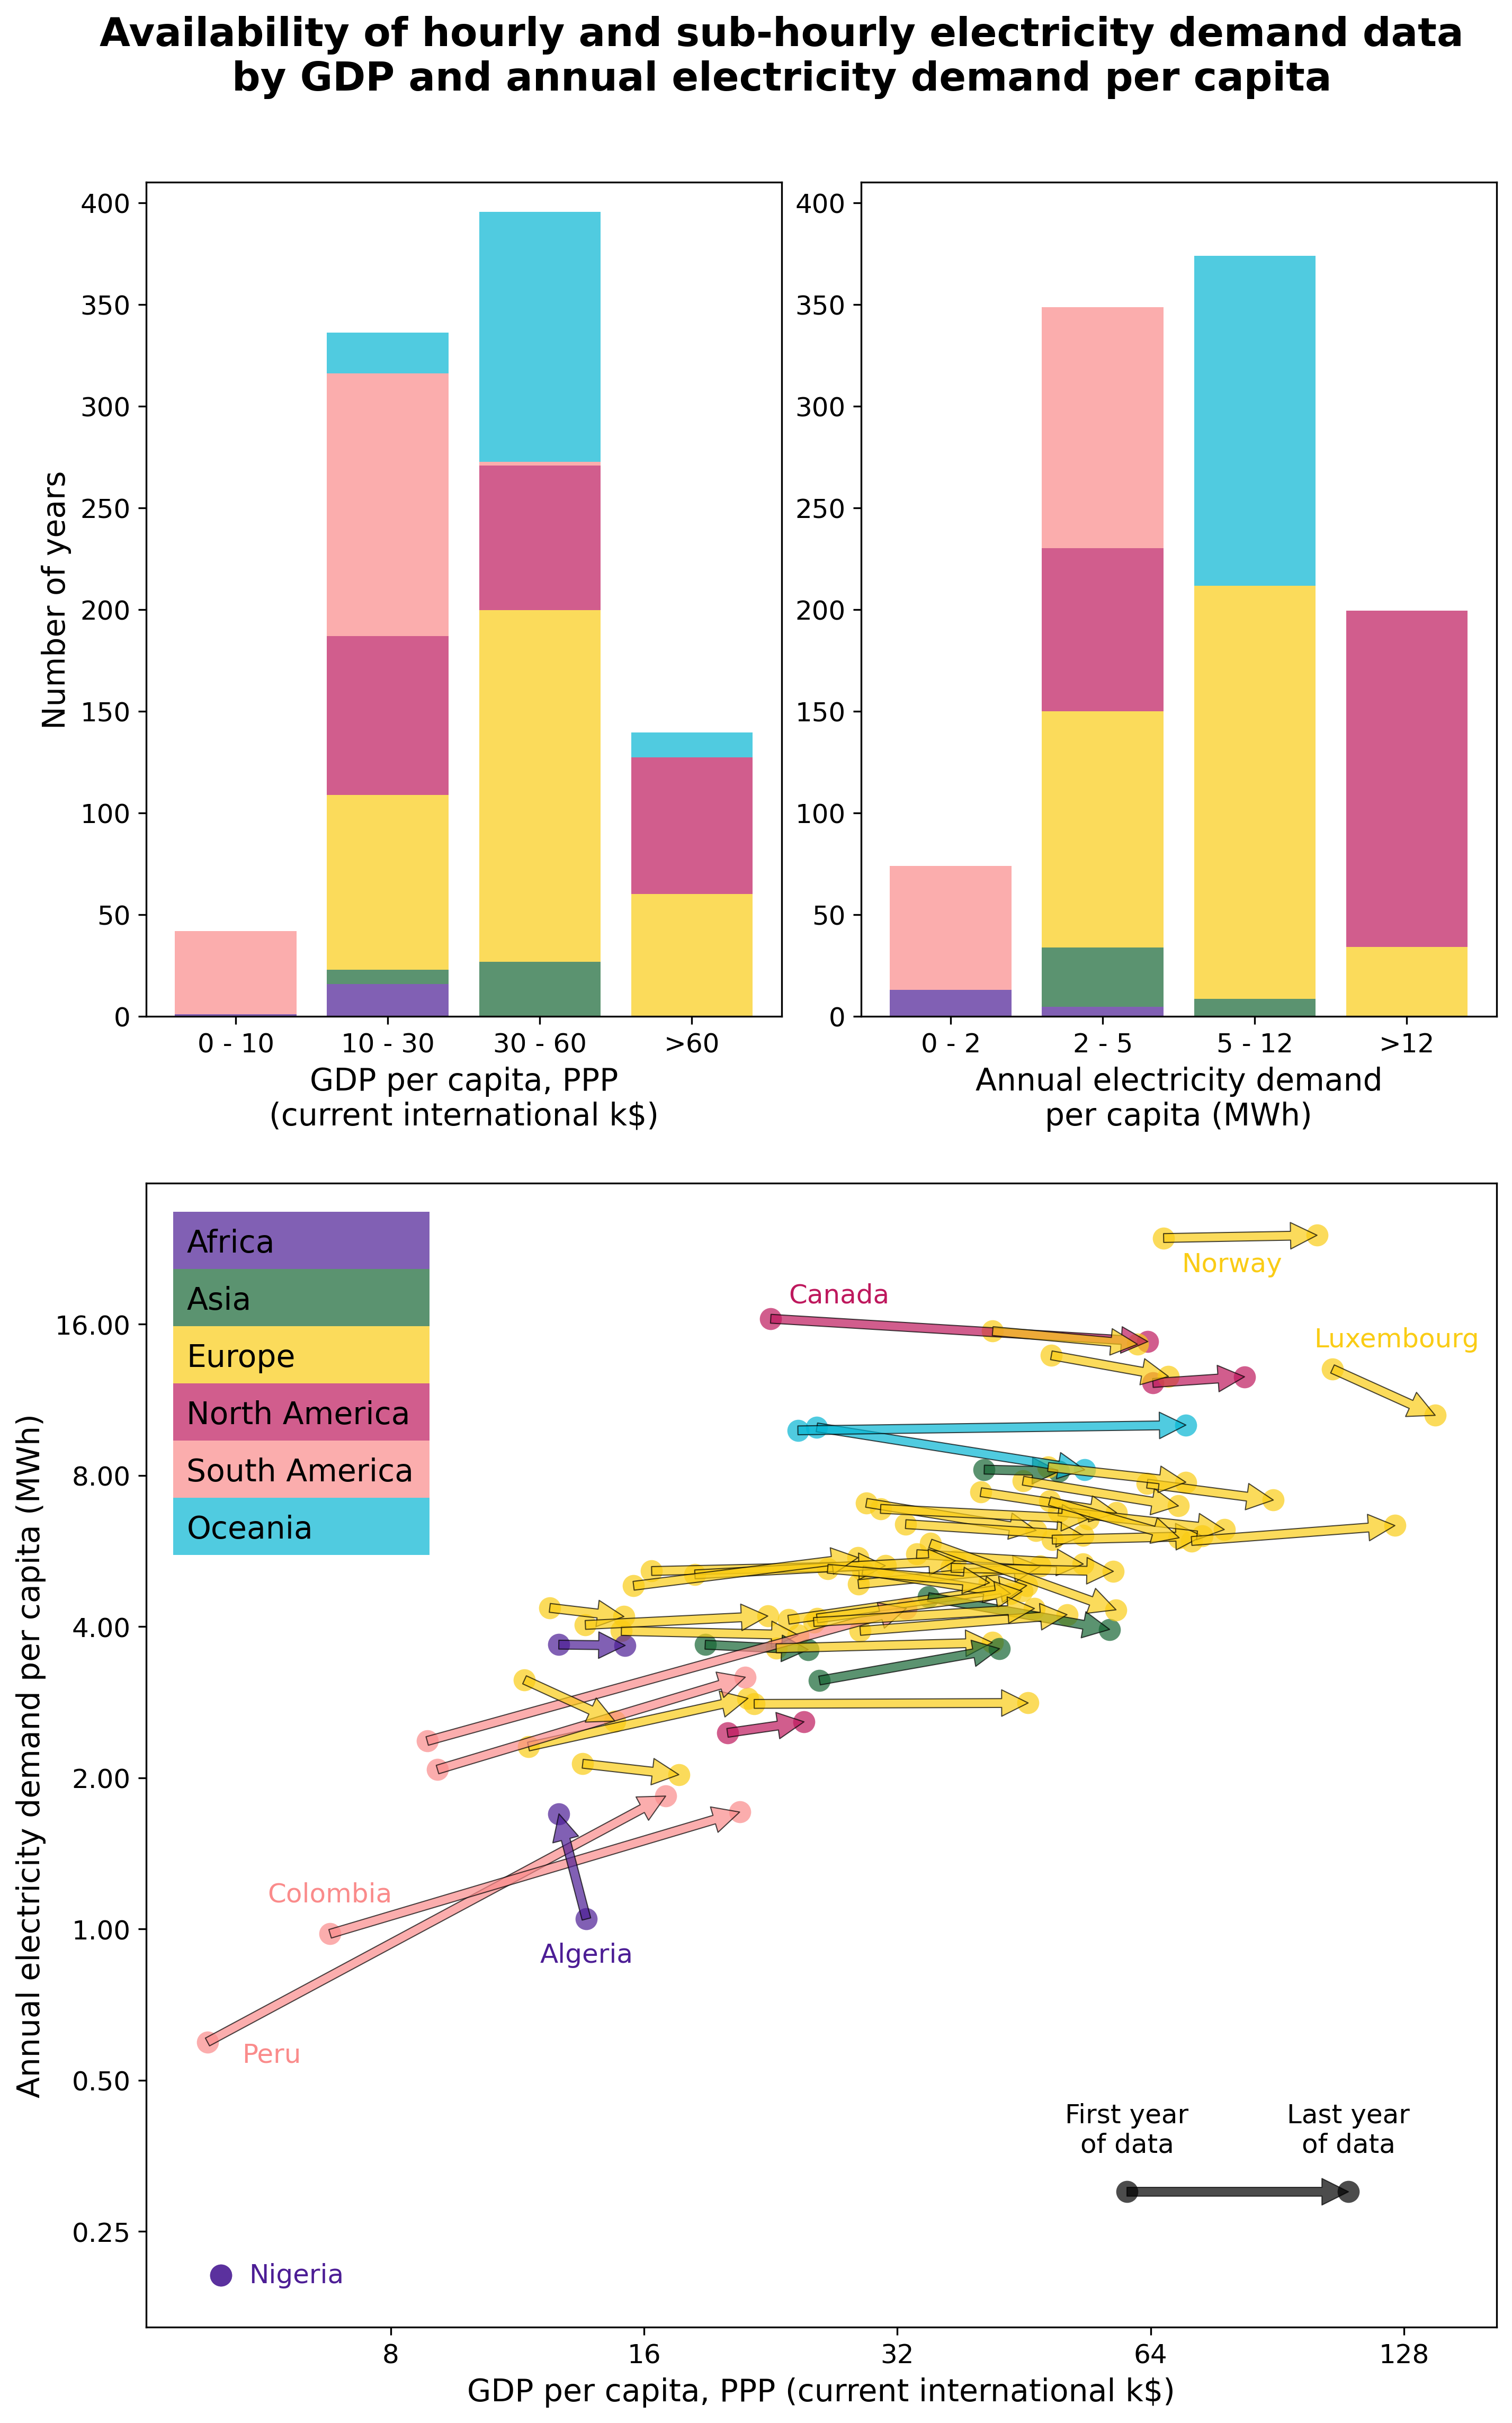 Availability of hourly and sub-hourly electricity demand data
by GDP and annual electricity demand per capita
400
350
300
250
200
150
100
50
0
Number of years
0 - 10
10 - 30
30 - 60
>60
GDP per capita, PPP
(current international k$)
400
350
300
250
200
150
100
50
0
0 - 2
2 - 5
5 - 12
>12
Annual electricity demand
per capita (MWh)
Africa
Asia
Europe
North America
South America
Oceania
Norway
Canada
Luxembourg
Colombia
Algeria
Peru
First year
of data
Last year
of data
Nigeria
16.00
8.00
4.00
2.00
1.00
0.50
0.25
Annual electricity demand per capita (MWh)
8
16
32
64
128
GDP per capita, PPP (current international k$)